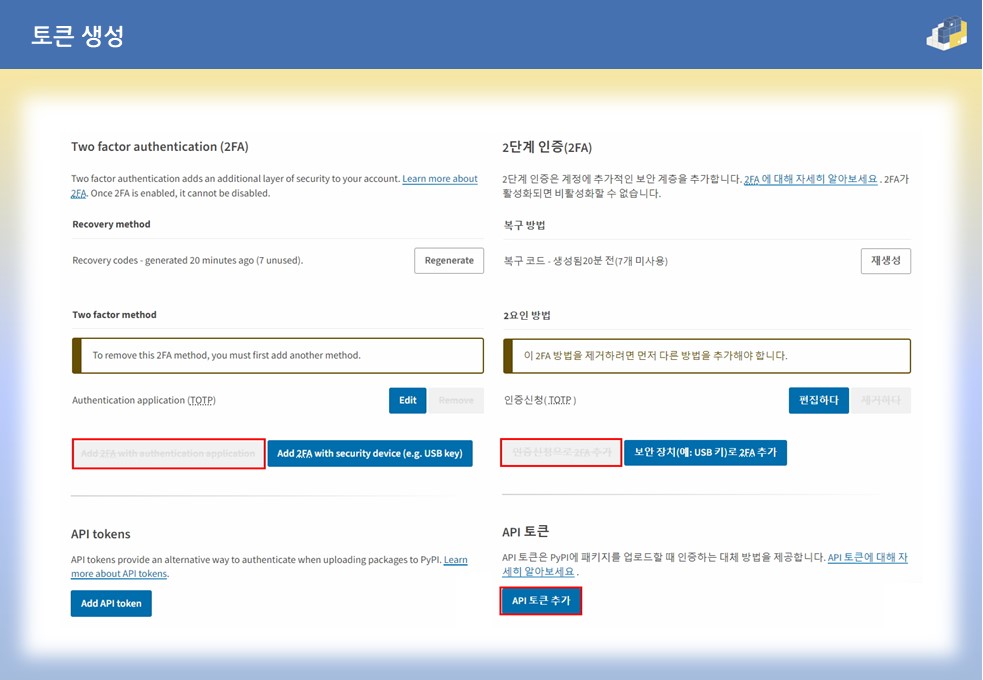 토큰 생성
Two factor authentication (2FA)
Two factor authentication adds an additional layer of security to your account. Learn more about
2FA. Once 2FA is enabled, it cannot be disabled.
Recovery method
Recovery codes - generated 20 minutes ago (7 unused).
Regenerate
Two factor method
To remove this 2FA method, you must first add another method.
Authentication application (TOTP)
Edit
Remove
Add 2FA with authentication application
Add 2FA with security device (e.g. USB key)
API tokens
API tokens provide an alternative way to authenticate when uploading packages to PyPI. Learn
more about API tokens.
Add API token
2단계 인증(2FA)
2단계 인증은 계정에 추가적인 보안 계층을 추가합니다. 2FA 에 대해 자세히 알아보세요 . 2FA가
활성화되면 비활성화할 수 없습니다.
복구 방법
복구 코드 - 생성됨20분 전(7개 미사용)
재생성
2요인 방법
이 2FA 방법을 제거하려면 먼저 다른 방법을 추가해야 합니다.
인증신청( TOTP )
편집하다
제거하다
인증신청으로 2FA 추가
보안 장치(예: USB 키)로 2FA 추가
API 토큰
API 토큰은 PyPI에 패키지를 업로드할 때 인증하는 대체 방법을 제공합니다. API 토큰에 대해 자
세히 알아보세요 .
API 토큰 추가